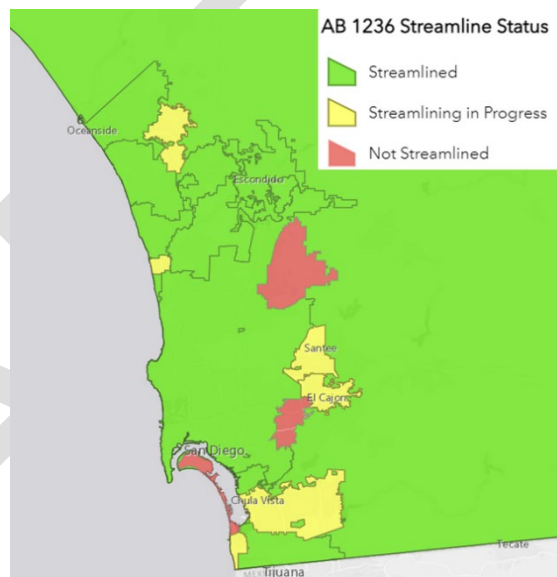 AB 1236 Streamline Status
Streamlined
Streamlining in Progress
Not Streamlined
Oceanside
Escondido
Santee
El Cajon
San Diego
Chula Vista
Tecate
Tijuana